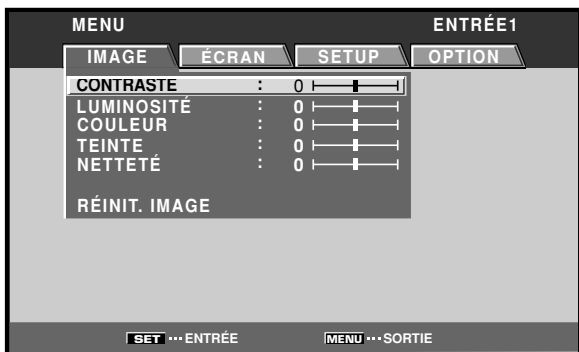 MENU ENTRÉE1
IMAGE ÉCRAN SETUP OPTION
CONTRASTE : 0
LUMINOSITÉ : 0
COULEUR : 0
TEINTE : 0
NETTETÉ : 0
RÉINIT. IMAGE
SET ··· ENTRÉE MENU ··· SORTIE